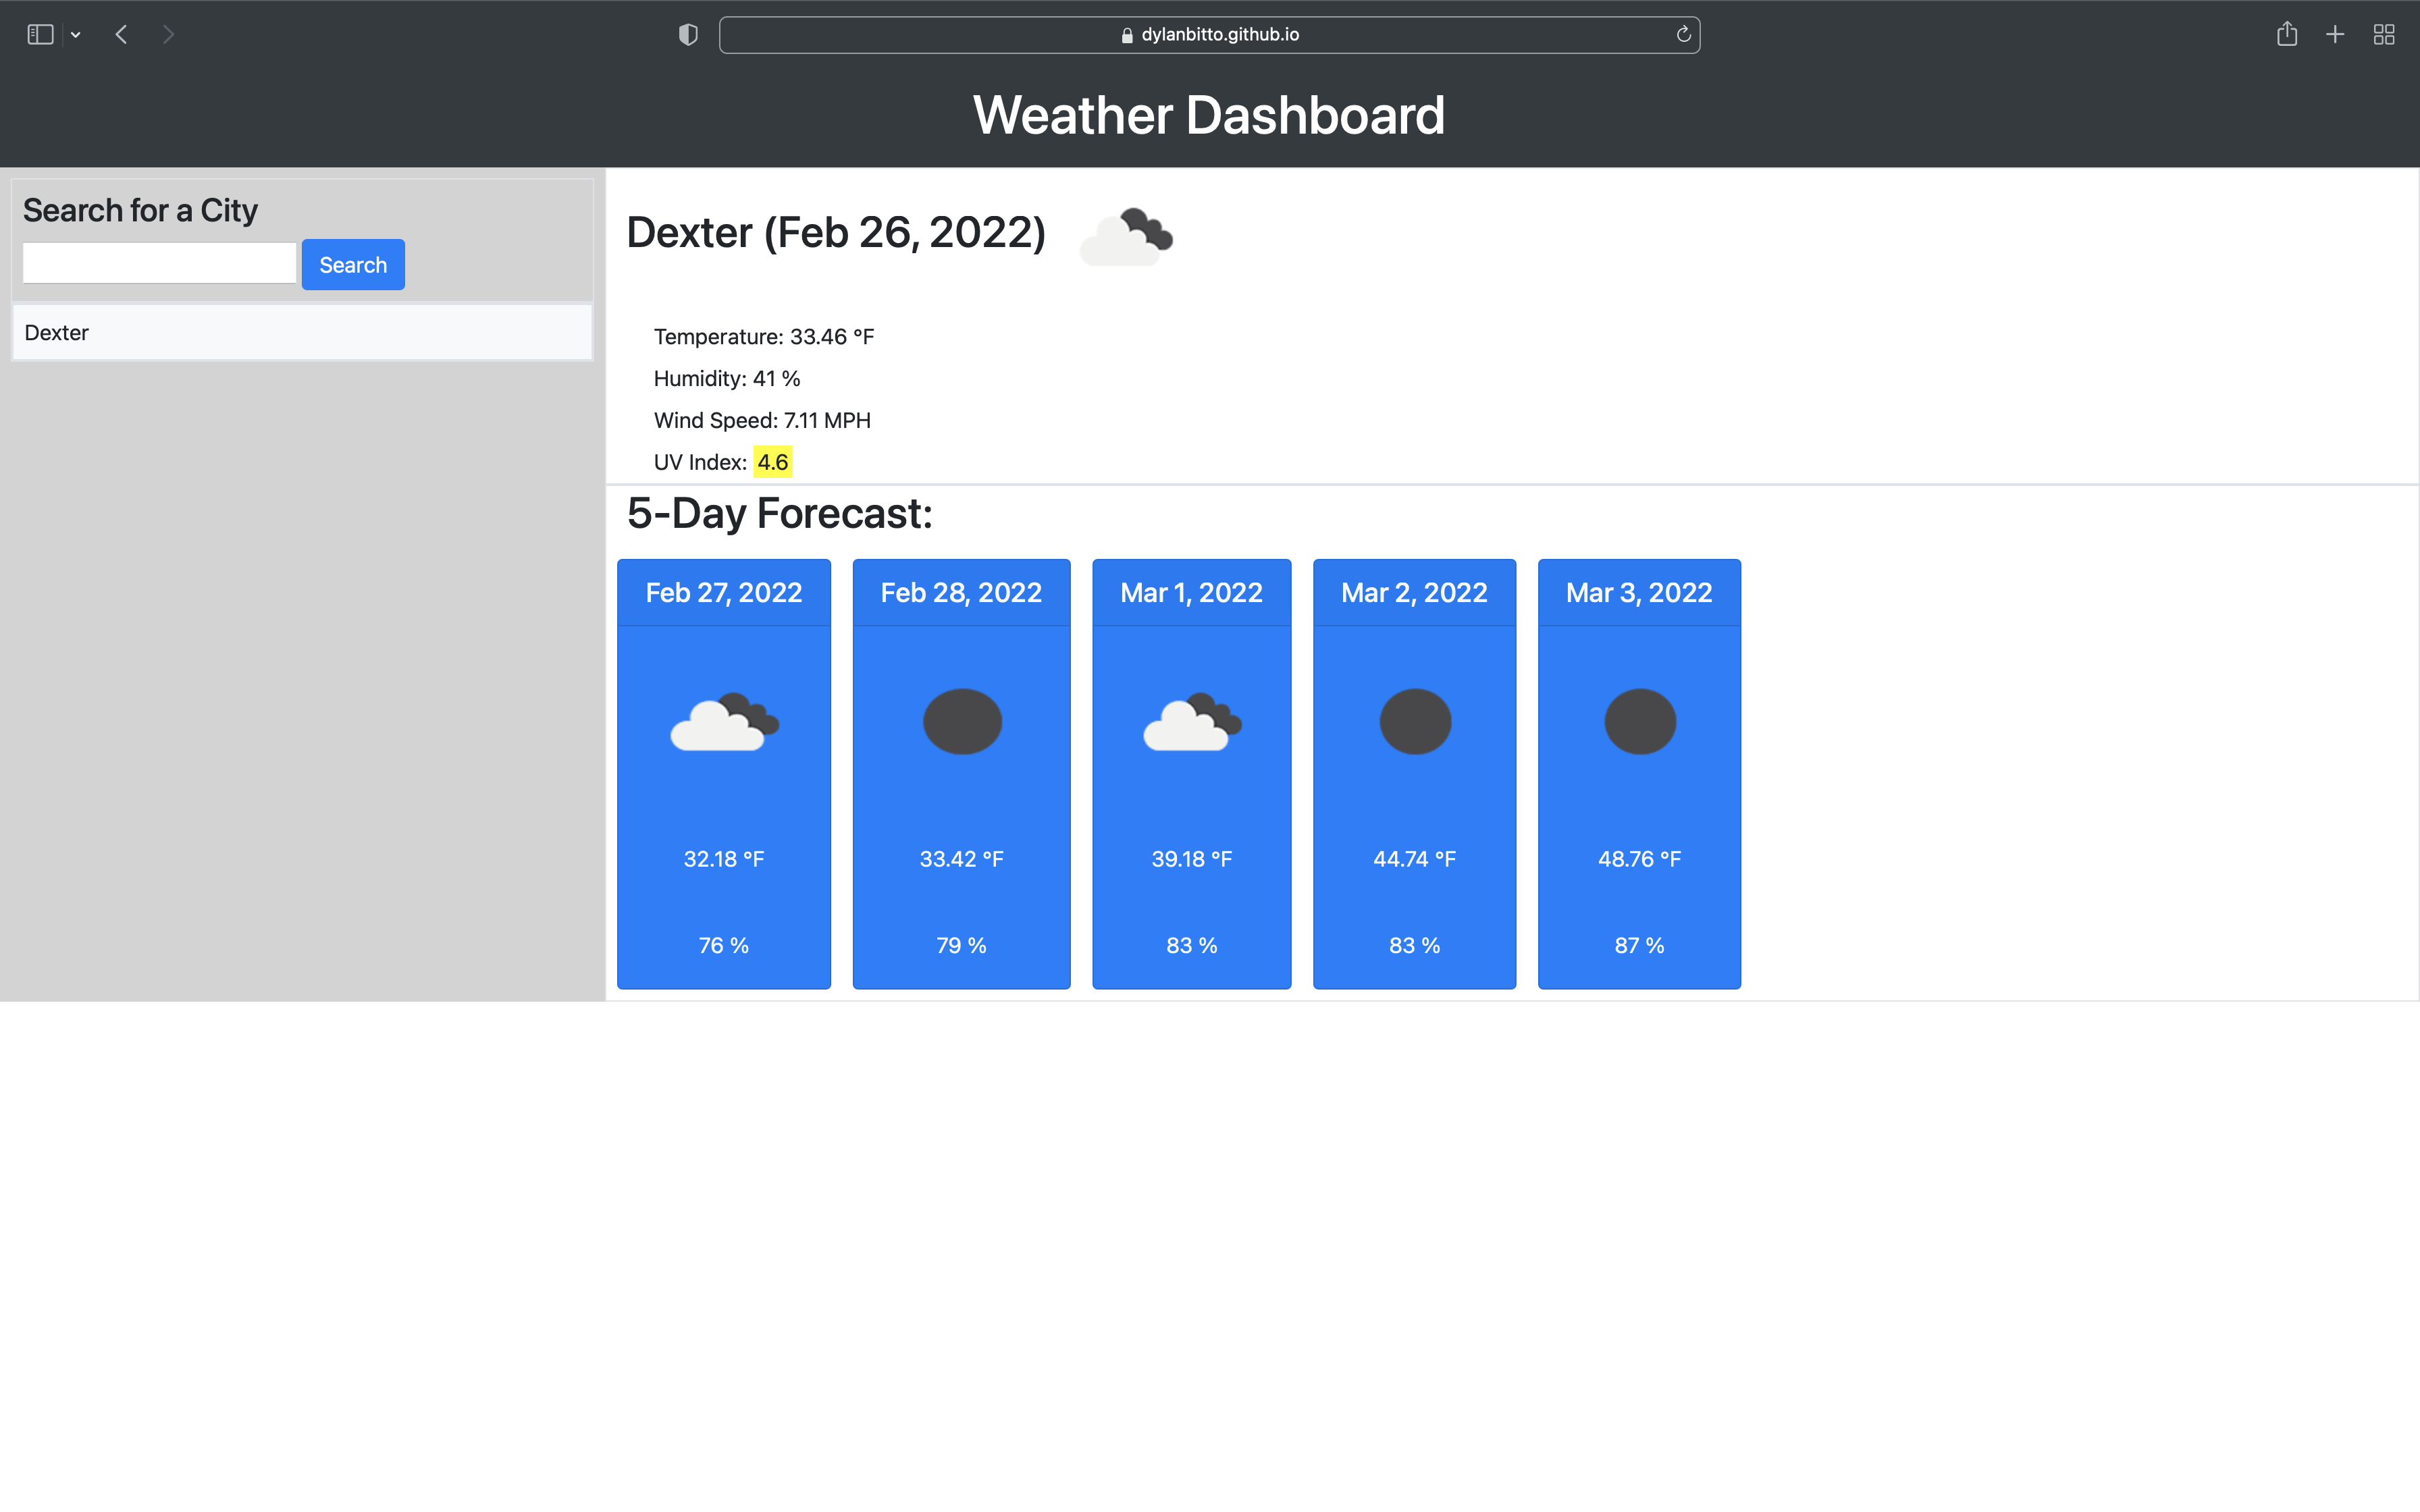 dylanbitto.github.io
Weather Dashboard
Search for a City
Search
Dexter
Dexter (Feb 26, 2022)
Temperature: 33.46 °F
Humidity: 41 %
Wind Speed: 7.11 MPH
UV Index: 4.6
5-Day Forecast:
Feb 27, 2022
32.18 °F
76 %
Feb 28, 2022
33.42 °F
79 %
Mar 1, 2022
39.18 °F
83 %
Mar 2, 2022
44.74 °F
83 %
Mar 3, 2022
48.76 °F
87 %